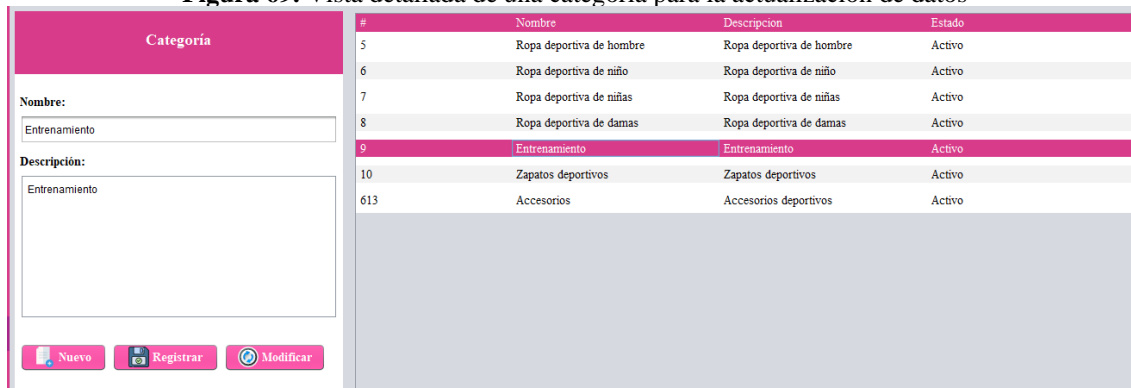 Figura 69. Vista detallada de una categoría para la actualización de datos
Categoría
Nombre:
Entrenamiento
Descripción:
Entrenamiento
Nuevo Registrar Modificar
# Nombre Descripcion Estado
5 Ropa deportiva de hombre Ropa deportiva de hombre Activo
6 Ropa deportiva de niño Ropa deportiva de niño Activo
7 Ropa deportiva de niñas Ropa deportiva de niñas Activo
8 Ropa deportiva de damas Ropa deportiva de damas Activo
9 Entrenamiento Entrenamiento Activo
10 Zapatos deportivos Zapatos deportivos Activo
613 Accesorios Accesorios deportivos Activo